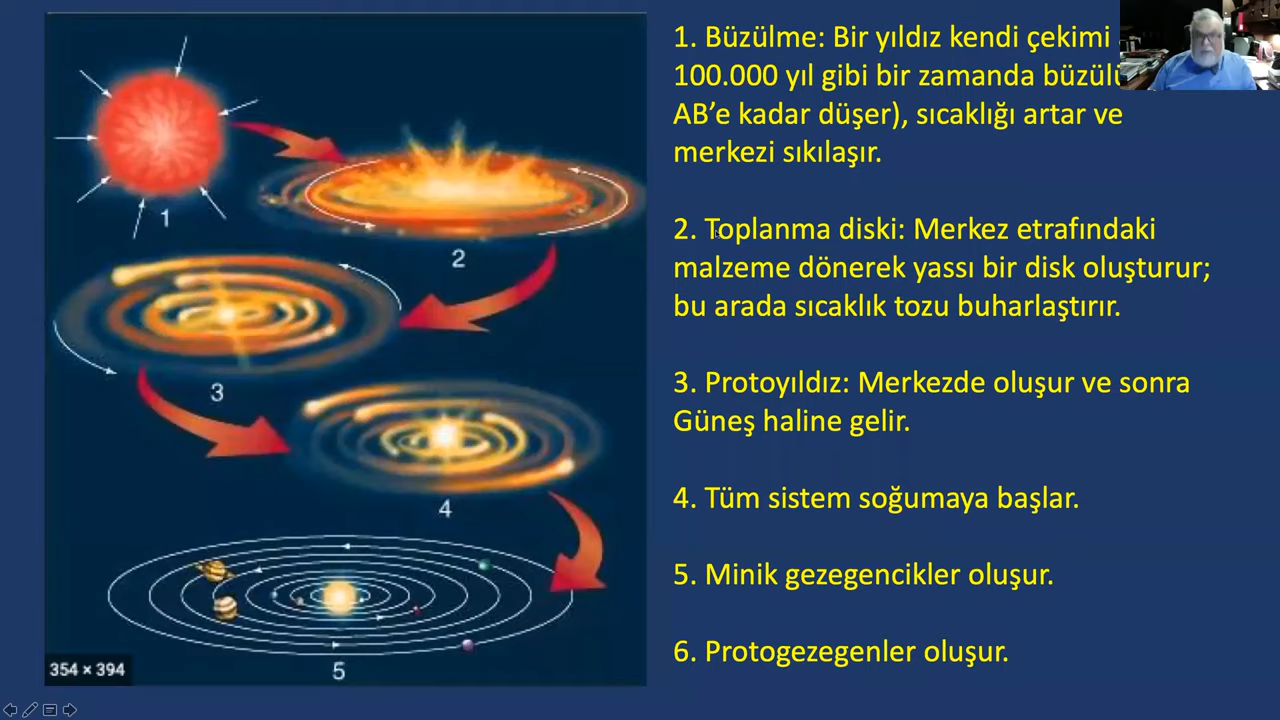 1. Büzülme: Bir yıldız kendi çekimi
100.000 yıl gibi bir zamanda
AB’e kadar düşer), sıcaklığı artar ve
merkezi sıkılaşır.
2. Toplanma diski: Merkez etrafındaki
malzeme dönerek yassı bir disk oluşturur;
bu arada sıcaklık tozu buharlaştırır.
3. Protoyıldız: Merkezde oluşur ve sonra
Güneş haline gelir.
4. Tüm sistem soğumaya başlar.
5. Minik gezegencikler oluşur.
6. Protogezegenler oluşur.
1
2
3
4
5
354 × 394